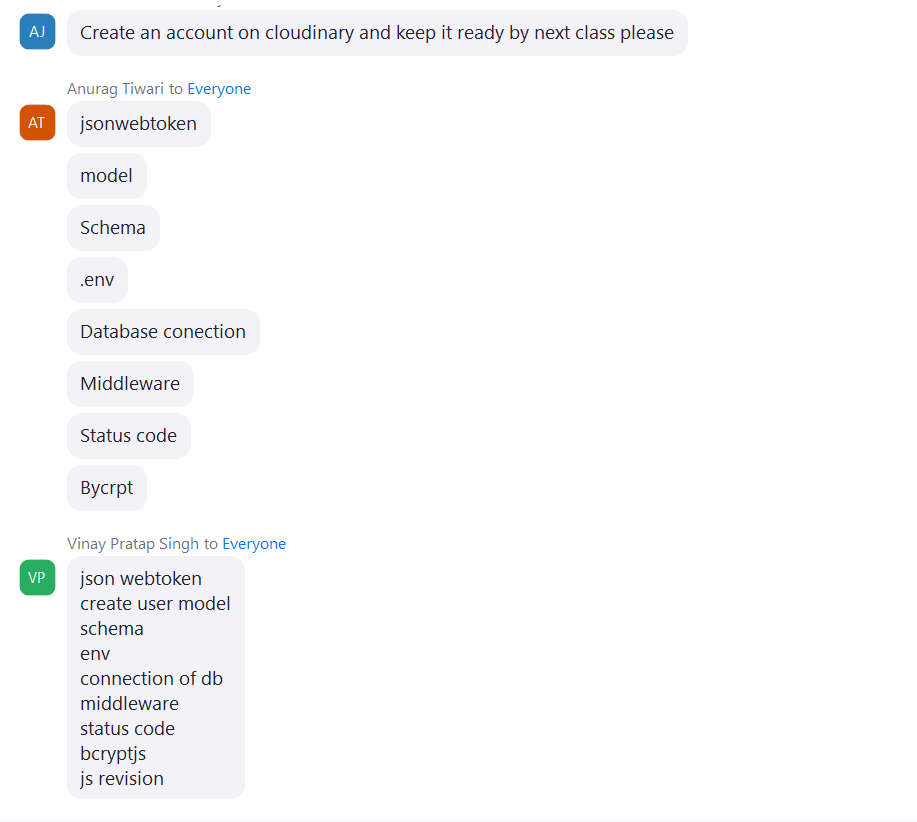 AJ
Create an account on cloudinary and keep it ready by next class please
Anurag Tiwari to Everyone
AT
jsonwebtoken
model
Schema
.env
Database conection
Middleware
Status code
Bycrpt
Vinay Pratap Singh to Everyone
VP
json webtoken
create user model
schema
env
connection of db
middleware
status code
bcryptjs
js revision